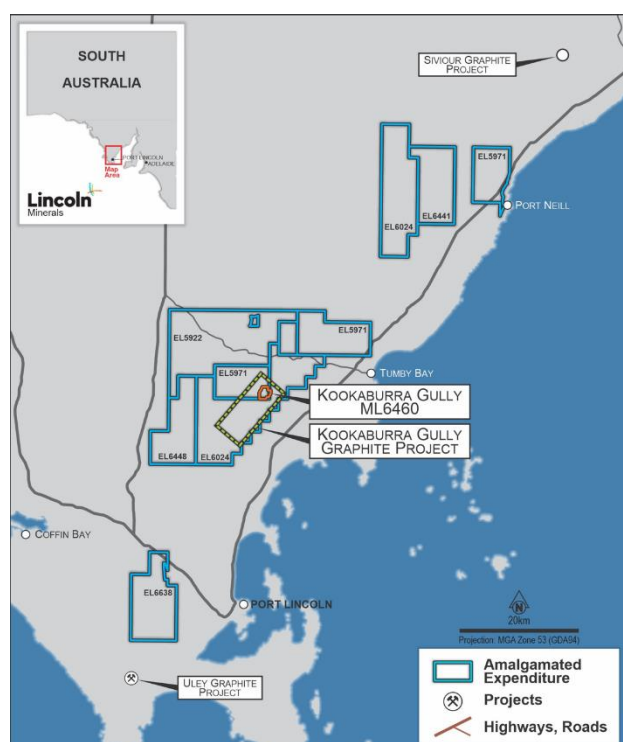 SOUTH
AUSTRALIA
PORT LINCOLN
ADELAIDE
Map
Area
Lincoln
Minerals
SIVIOUR GRAPHITE
PROJECT
EL5971
EL6441
EL6024
PORT NEILL
EL5922
EL5971
EL5971
TUMBY BAY
KOOKABURRA GULLY
ML6460
KOOKABURRA GULLY
GRAPHITE PROJECT
EL6448
EL6024
COFFIN BAY
EL6638
PORT LINCOLN
N
20km
Projection: MGA Zone 53 (GDA94)
ULEY GRAPHITE
PROJECT
Amalgamated
Expenditure
Projects
Highways, Roads